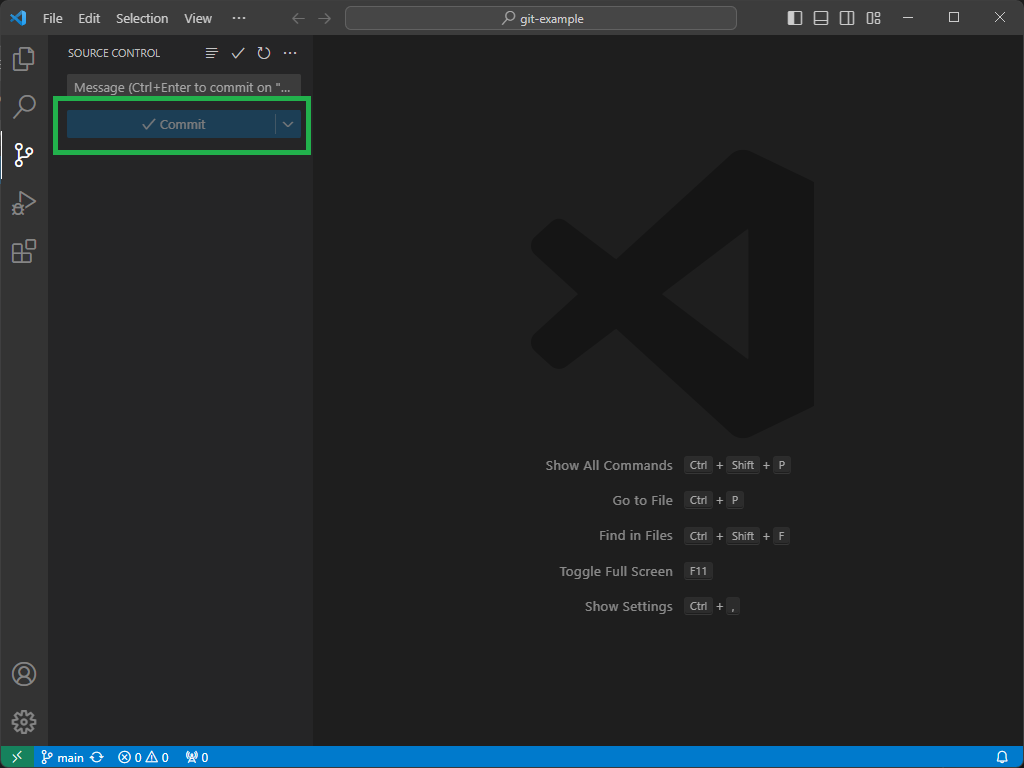 File Edit Selection View ··· git-example
SOURCE CONTROL
Message (Ctrl+Enter to commit on "...
Commit
Show All Commands Ctrl + Shift + P
Go to File Ctrl + P
Find in Files Ctrl + Shift + F
Toggle Full Screen F11
Show Settings Ctrl + ,
main 0 0 0